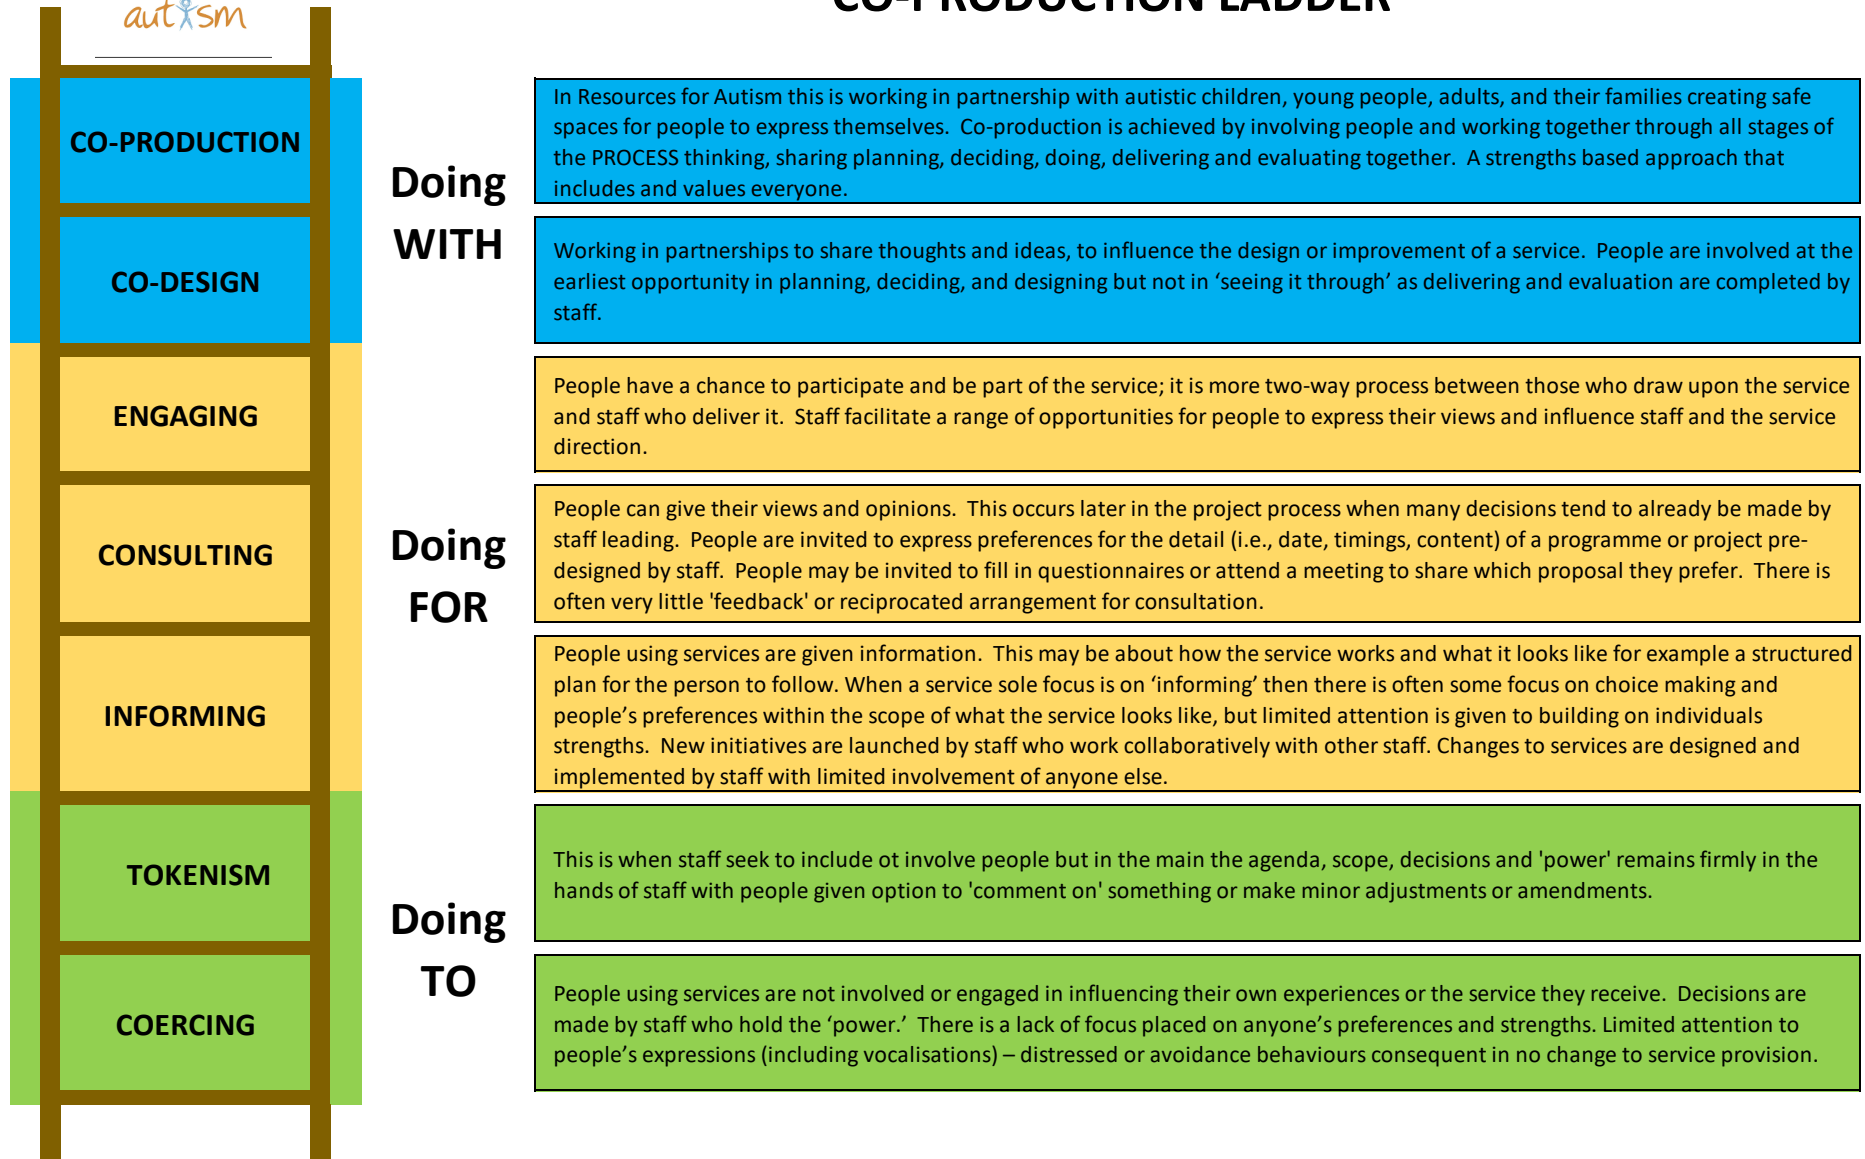 autism
CO-PRODUCTION LADDER
CO-PRODUCTION
In Resources for Autism this is working in partnership with autistic children, young people, adults, and their families creating safe
spaces for people to express themselves.  Co-production is achieved by involving people and working together through all stages of
the PROCESS thinking, sharing planning, deciding, doing, delivering and evaluating together.  A strengths based approach that
includes and values everyone.
Doing
WITH
CO-DESIGN
Working in partnerships to share thoughts and ideas, to influence the design or improvement of a service.  People are involved at the
earliest opportunity in planning, deciding, and designing but not in ‘seeing it through’ as delivering and evaluation are completed by
staff.
ENGAGING
People have a chance to participate and be part of the service; it is more two-way process between those who draw upon the service
and staff who deliver it.  Staff facilitate a range of opportunities for people to express their views and influence staff and the service
direction.
Doing
FOR
CONSULTING
People can give their views and opinions.  This occurs later in the project process when many decisions tend to already be made by
staff leading.  People are invited to express preferences for the detail (i.e., date, timings, content) of a programme or project pre-
designed by staff.  People may be invited to fill in questionnaires or attend a meeting to share which proposal they prefer.  There is
often very little 'feedback' or reciprocated arrangement for consultation.
INFORMING
People using services are given information.  This may be about how the service works and what it looks like for example a structured
plan for the person to follow. When a service sole focus is on ‘informing’ then there is often some focus on choice making and
people’s preferences within the scope of what the service looks like, but limited attention is given to building on individuals
strengths.  New initiatives are launched by staff who work collaboratively with other staff. Changes to services are designed and
implemented by staff with limited involvement of anyone else.
TOKENISM
This is when staff seek to include ot involve people but in the main the agenda, scope, decisions and 'power' remains firmly in the
hands of staff with people given option to 'comment on' something or make minor adjustments or amendments.
Doing
TO
COERCING
People using services are not involved or engaged in influencing their own experiences or the service they receive.  Decisions are
made by staff who hold the ‘power.’  There is a lack of focus placed on anyone’s preferences and strengths. Limited attention to
people’s expressions (including vocalisations) – distressed or avoidance behaviours consequent in no change to service provision.